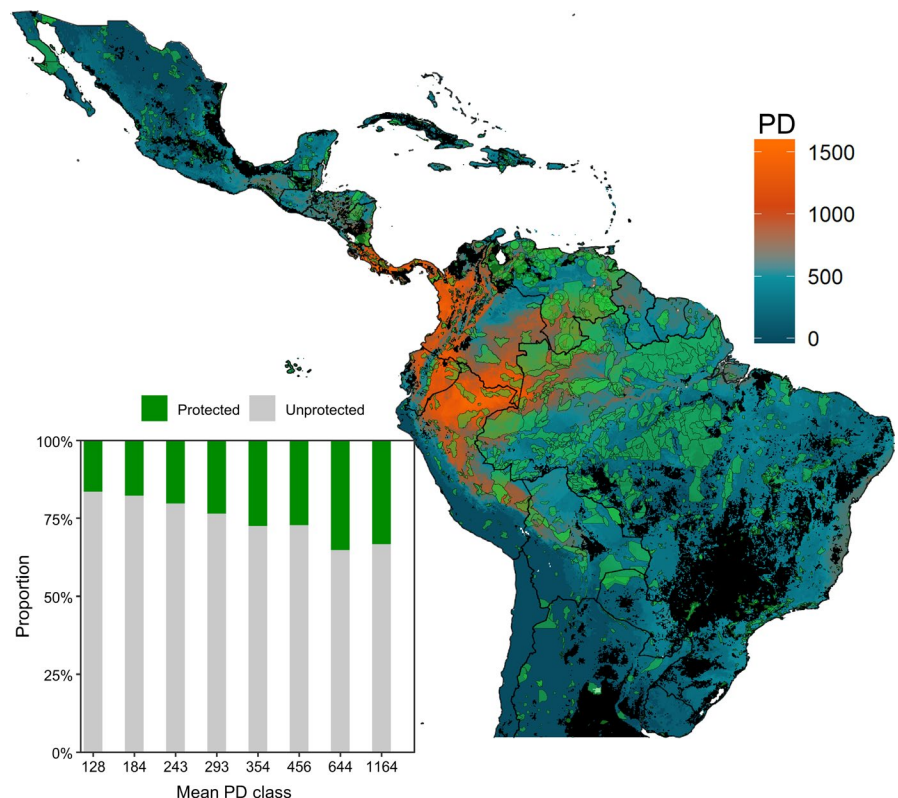 PD
1500
1000
500
0
Protected Unprotected
100%
75%
50%
25%
0%
Proportion
128 184 243 293 354 456 644 1164
Mean PD class